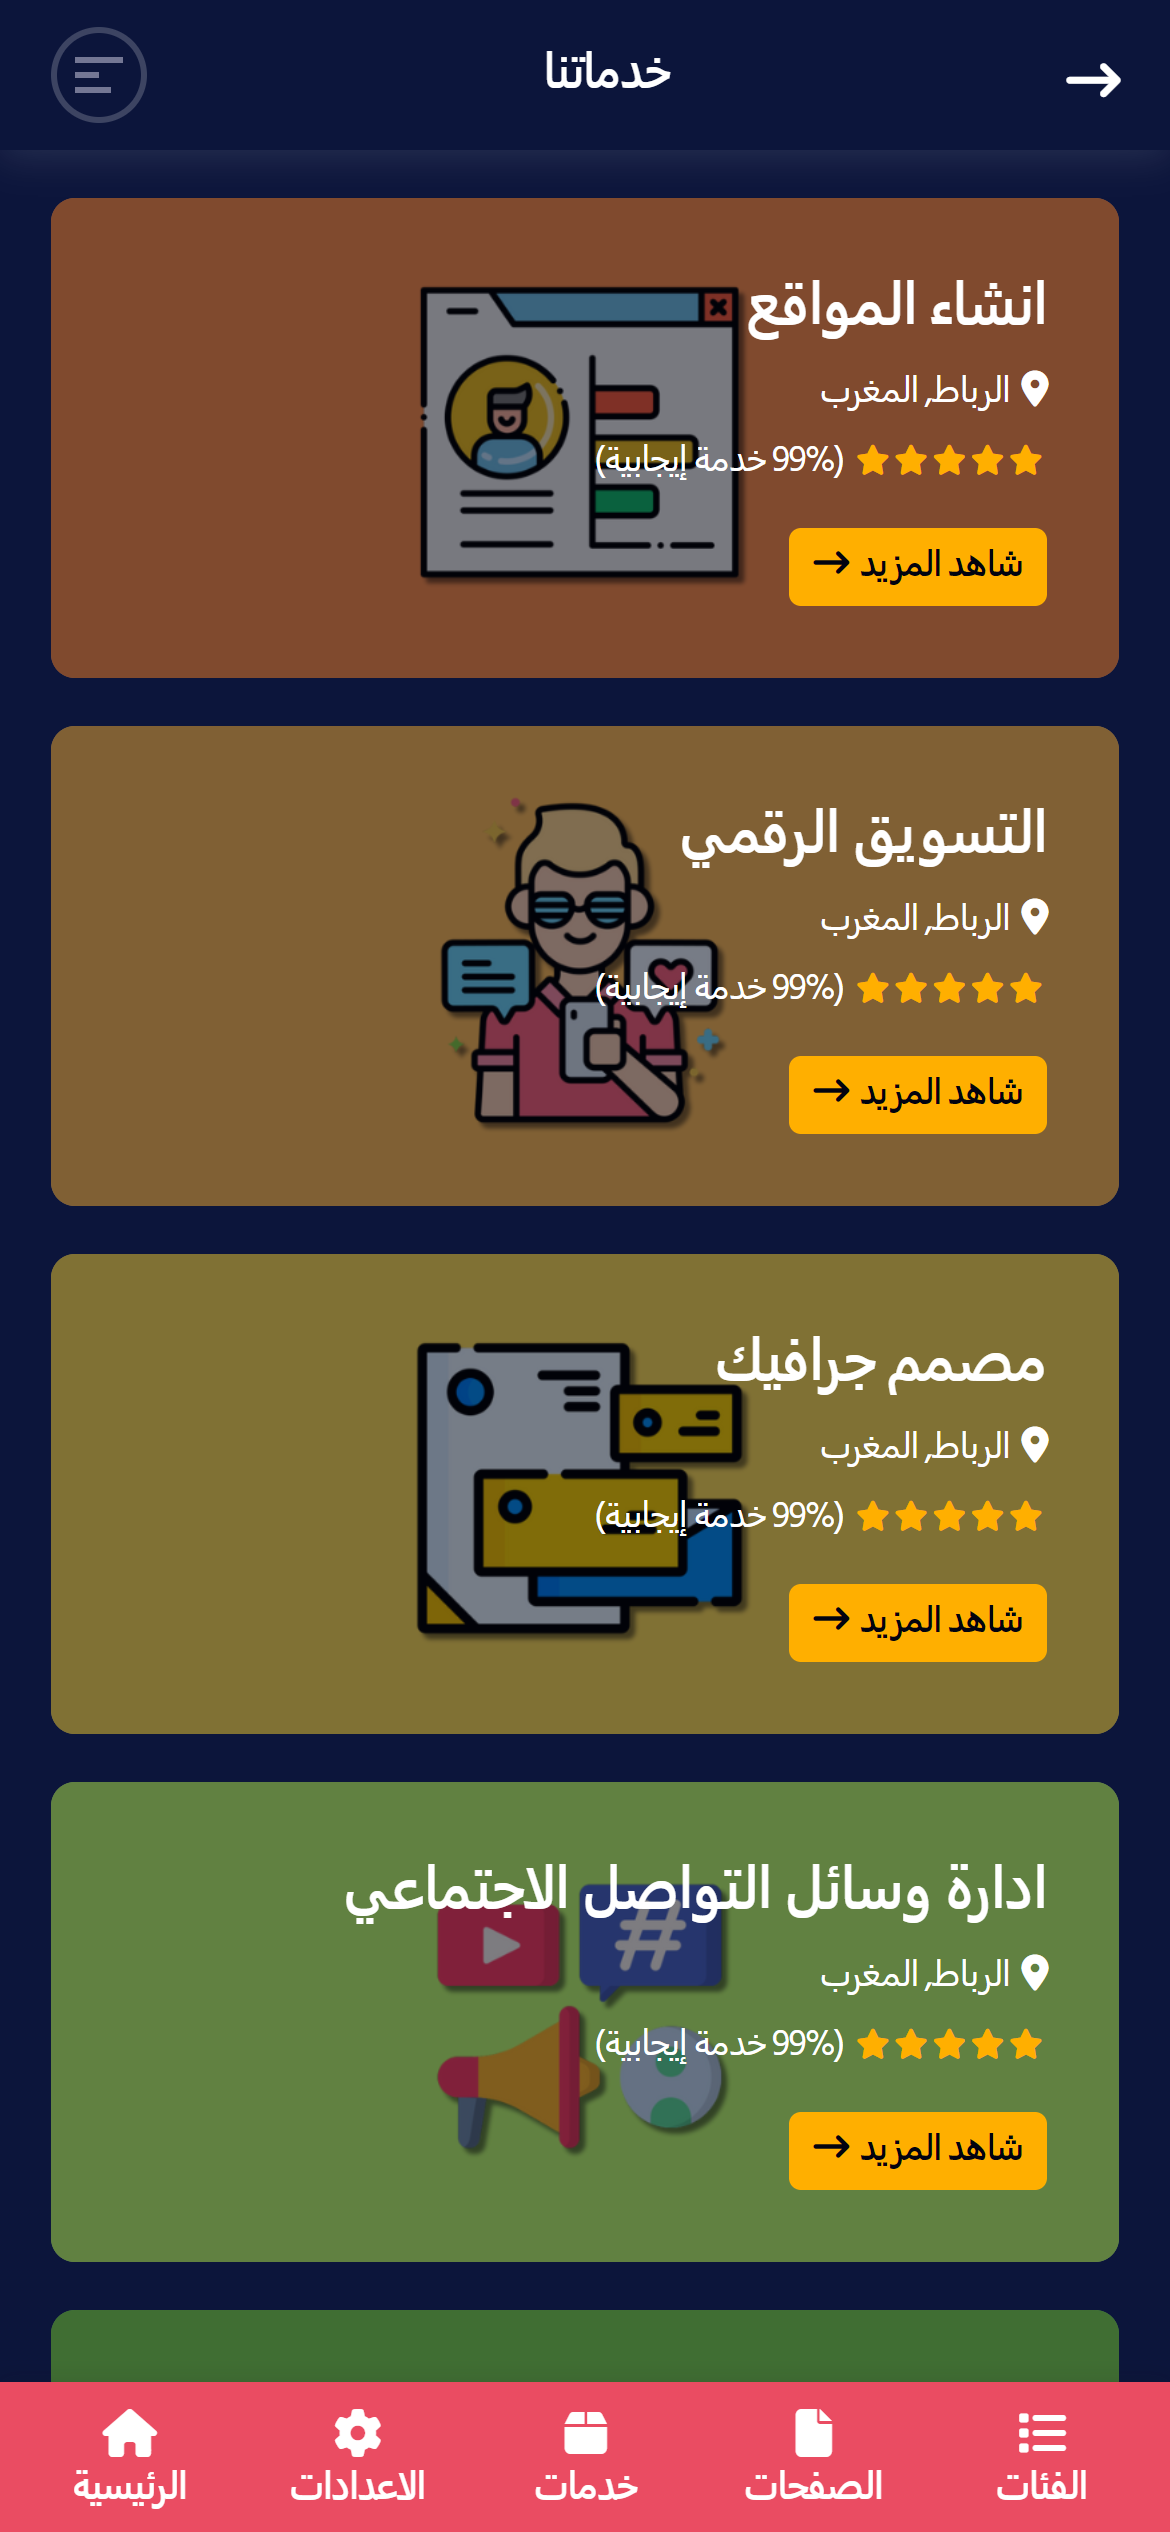 خدماتنا
انشاء المواقع
الرباط, المغرب
(99% خدمة إيجابية)
شاهد المزيد
التسويق الرقمي
الرباط, المغرب
(99% خدمة إيجابية)
شاهد المزيد
مصمم جرافيك
الرباط, المغرب
(99% خدمة إيجابية)
شاهد المزيد
ادارة وسائل التواصل الاجتماعي
#
الرباط, المغرب
(99% خدمة إيجابية)
شاهد المزيد
الفئات
الصفحات
خدمات
الاعدادات
الرئيسية